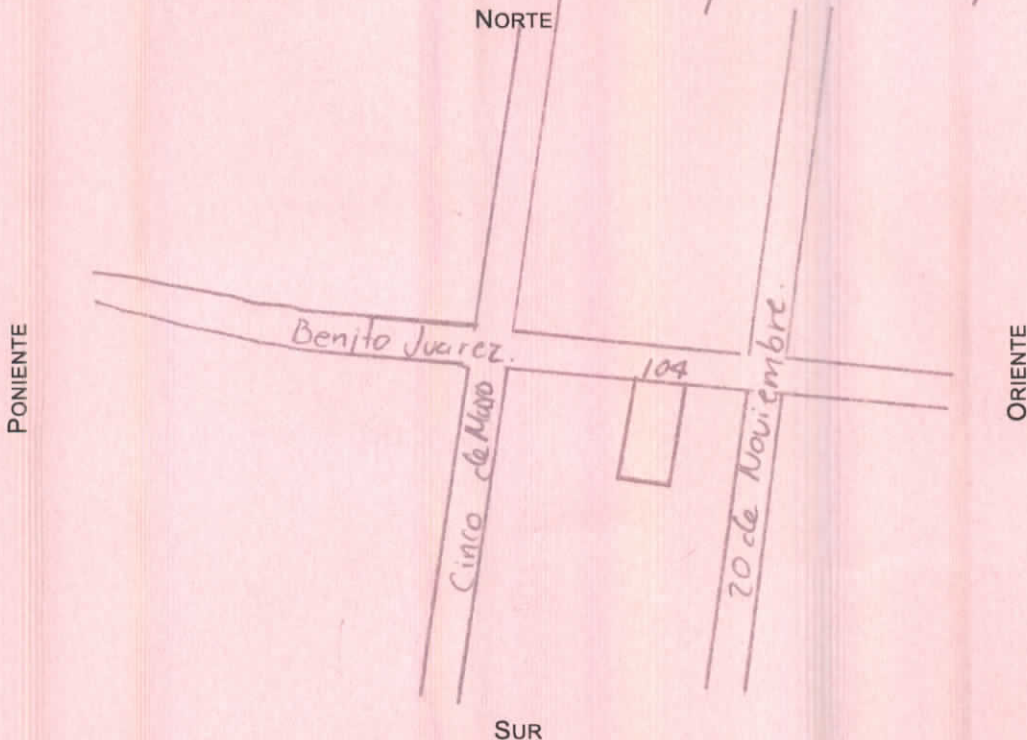 NORTE
PONIENTE
ORIENTE
Benito Juarez.
104
Cinco de Mayo
20 de Noviembre.
SUR